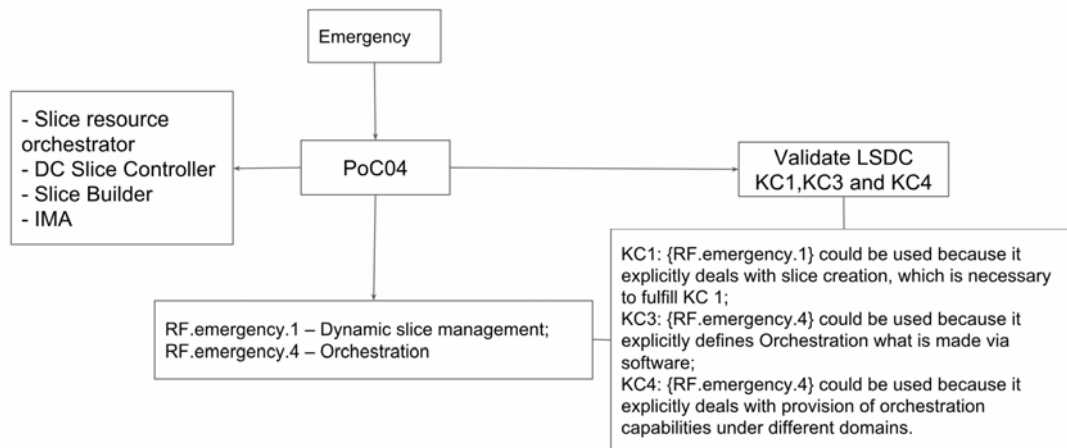 Emergency
- Slice resource
orchestrator
- DC Slice Controller
- Slice Builder
- IMA
PoC04
Validate LSDC
KC1,KC3 and KC4
RF.emergency.1 – Dynamic slice management;
RF.emergency.4 – Orchestration
KC1: {RF.emergency.1} could be used because it
explicitly deals with slice creation, which is necessary
to fulfill KC 1;
KC3: {RF.emergency.4} could be used because it
explicitly defines Orchestration what is made via
software;
KC4: {RF.emergency.4} could be used because it
explicitly deals with provision of orchestration
capabilities under different domains.